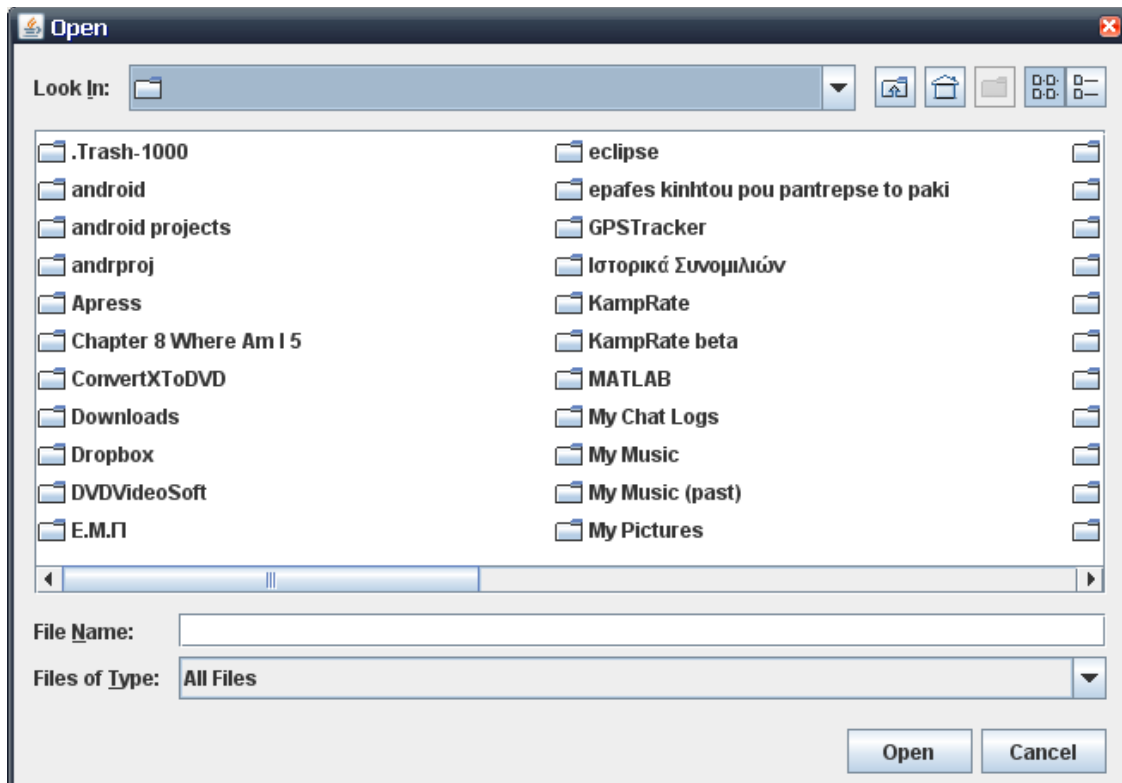 Open
Look In:
.Trash-1000
android
android projects
andrproj
Apress
Chapter 8 Where Am I 5
ConvertXToDVD
Downloads
Dropbox
DVDVideoSoft
Ε.Μ.Π
eclipse
epafes kinhtou pou pantrepse to paki
GPSTracker
Ιστορικά Συνομιλιών
KampRate
KampRate beta
MATLAB
My Chat Logs
My Music
My Music (past)
My Pictures
File Name:
Files of Type: All Files
Open Cancel